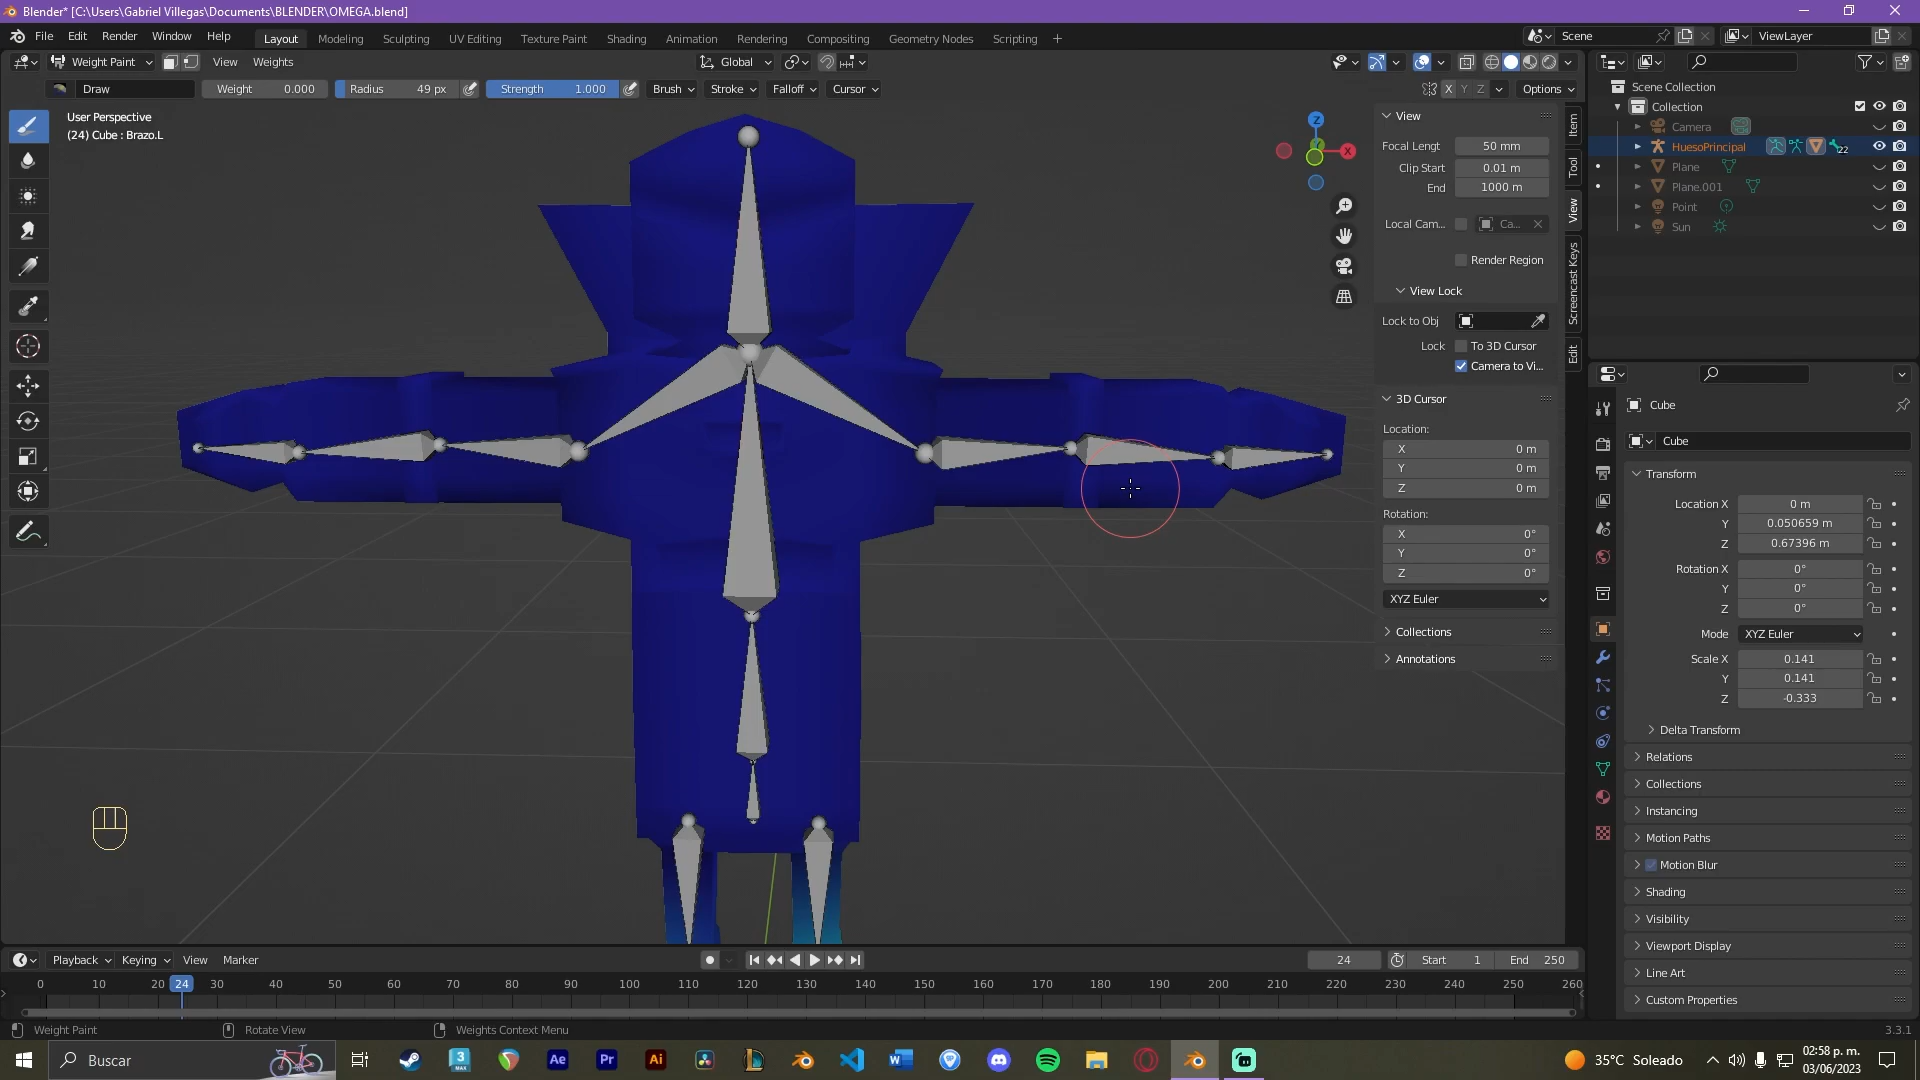 Blender* [C:\Users\Gabriel Villegas\Documents\BLENDER\OMEGA.blend]
File Edit Render Window Help Layout Modeling Sculpting UV Editing Texture Paint Shading Animation Rendering Compositing Geometry Nodes Scripting + Scene ViewLayer
Weight Paint View Weights Global
Draw Weight 0.000 Radius 49 px Strength 1.000 Brush Stroke Falloff Cursor X Y Z Options
User Perspective
(24) Cube : Brazo.L
Z
X
View
Focal Lengt 50 mm
Clip Start 0.01 m
End 1000 m
Local Cam... Ca...
Render Region
View Lock
Lock to Obj
Lock To 3D Cursor
Camera to Vi...
3D Cursor
Location:
X 0 m
Y 0 m
Z 0 m
Rotation:
X 0°
Y 0°
Z 0°
XYZ Euler
Collections
Annotations
Item
Tool
View
Screencast Keys
Edit
Scene Collection
Collection
Camera
HuesoPrincipal 22
Plane
Plane.001
Point
Sun
Cube
Cube
Transform
Location X 0 m
Y 0.050659 m
Z 0.67396 m
Rotation X 0°
Y 0°
Z 0°
Mode XYZ Euler
Scale X 0.141
Y 0.141
Z -0.333
Delta Transform
Relations
Collections
Instancing
Motion Paths
Motion Blur
Shading
Visibility
Viewport Display
Line Art
Custom Properties
Playback Keying View Marker 24 Start 1 End 250
0 10 20 24 30 40 50 60 70 80 90 100 110 120 130 140 150 160 170 180 190 200 210 220 230 240 250 260
Weight Paint Rotate View Weights Context Menu 3.3.1
Buscar 3 MAX Ae Pr Ai W 35°C Soleado 02:58 p. m.
03/06/2023